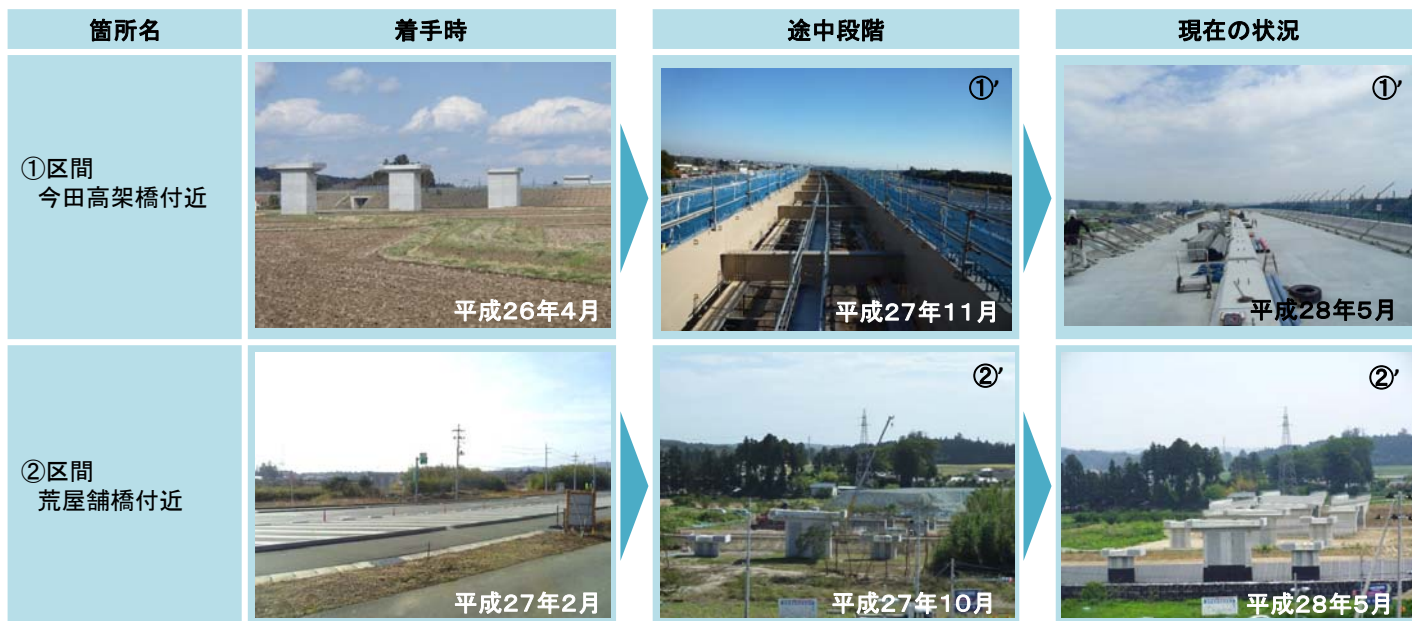 箇所名
着手時
途中段階
現在の状況
①区間
今田高架橋付近
平成26年4月
①’
平成27年11月
①’
平成28年5月
②区間
荒屋舗橋付近
平成27年2月
②’
平成27年10月
②’
平成28年5月